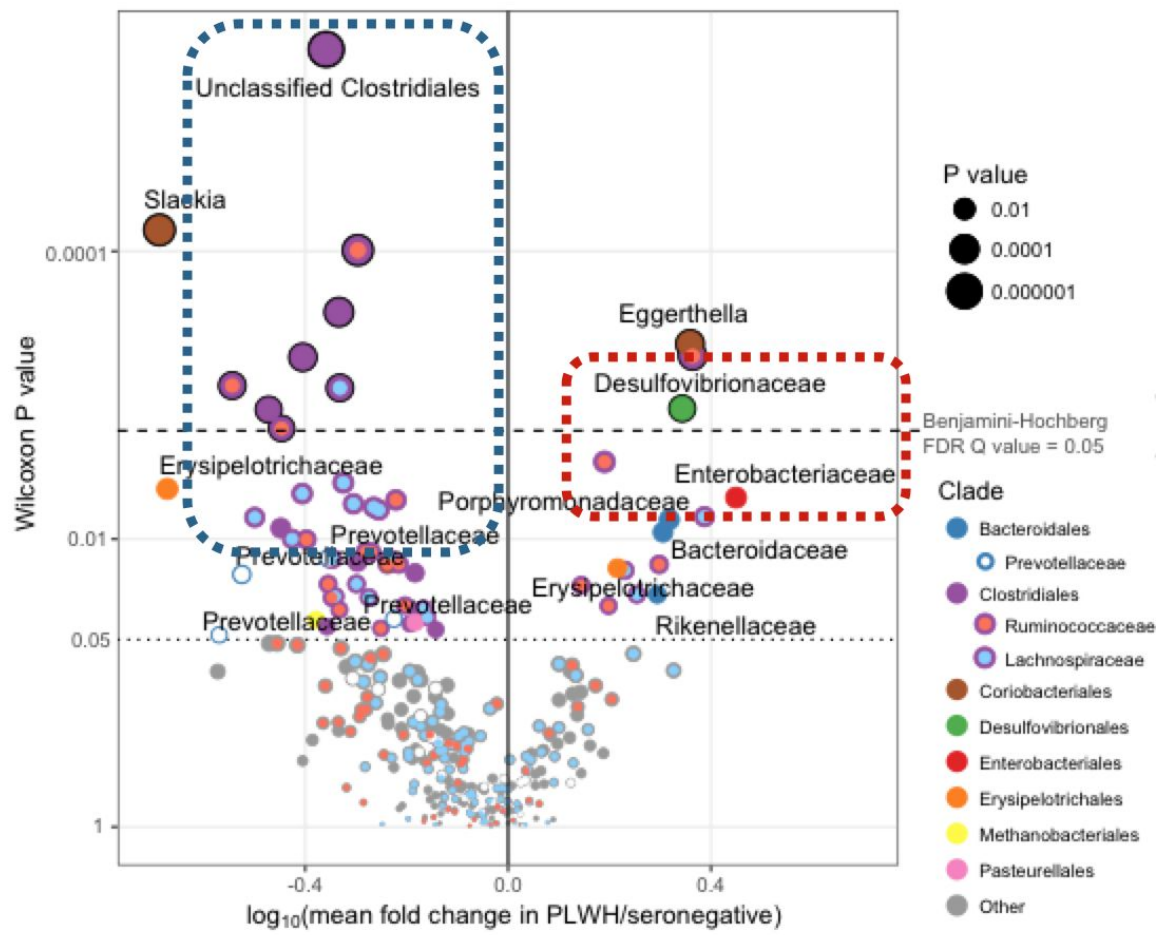 Unclassified Clostridiales
Slackia
0.0001
Eggerthella
Desulfovibrionaceae
Erysipelotrichaceae
Enterobacteriaceae
Porphyromonadaceae
0.01
Prevotellaceae
Bacteroidaceae
Prevotellaceae
Erysipelotrichaceae
Prevotellaceae
Prevotellaceae
Rikenellaceae
0.05
1
-0.4
0.0
0.4
log₁₀(mean fold change in PLWH/seronegative)
Wilcoxon P value
P value
0.01
0.0001
0.000001
Benjamini-Hochberg
FDR Q value = 0.05
Clade
Bacteroidales
Prevotellaceae
Clostridiales
Ruminococcaceae
Lachnospiraceae
Coriobacteriales
Desulfovibrionales
Enterobacteriales
Erysipelotrichales
Methanobacteriales
Pasteurellales
Other